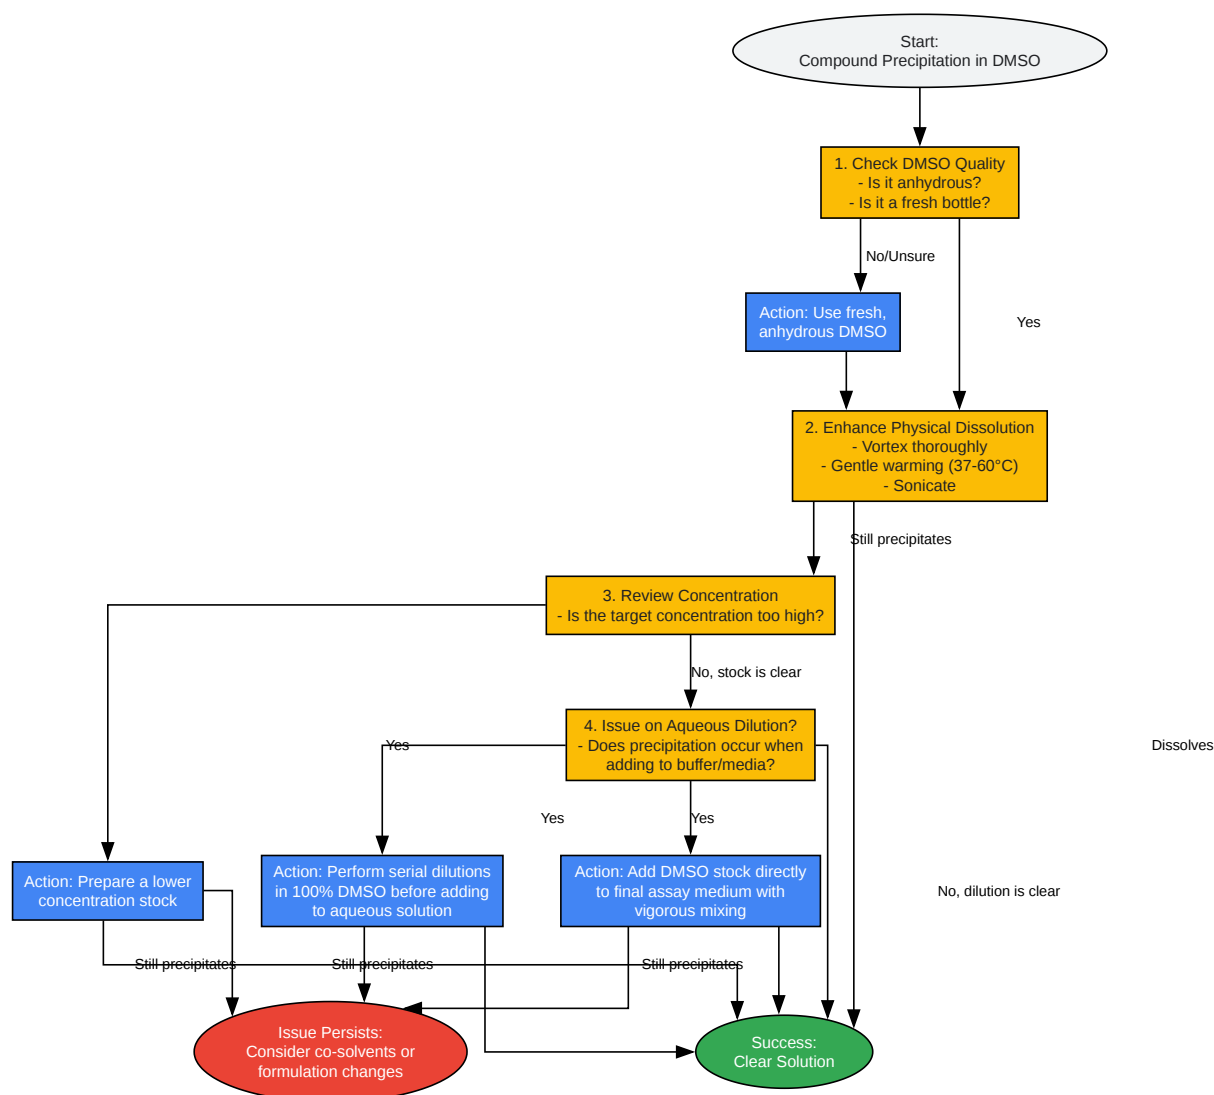 Start:
Compound Precipitation in DMSO
1. Check DMSO Quality
- Is it anhydrous?
- Is it a fresh bottle?
No/Unsure
Action: Use fresh,
anhydrous DMSO
Yes
2. Enhance Physical Dissolution
- Vortex thoroughly
- Gentle warming (37-60°C)
- Sonicate
Still precipitates
3. Review Concentration
- Is the target concentration too high?
No, stock is clear
4. Issue on Aqueous Dilution?
- Does precipitation occur when
adding to buffer/media?
Yes
Dissolves
Yes
Yes
Action: Prepare a lower
concentration stock
Action: Perform serial dilutions
in 100% DMSO before adding
to aqueous solution
Action: Add DMSO stock directly
to final assay medium with
vigorous mixing
No, dilution is clear
Still precipitates
Still precipitates
Still precipitates
Issue Persists:
Consider co-solvents or
formulation changes
Success:
Clear Solution